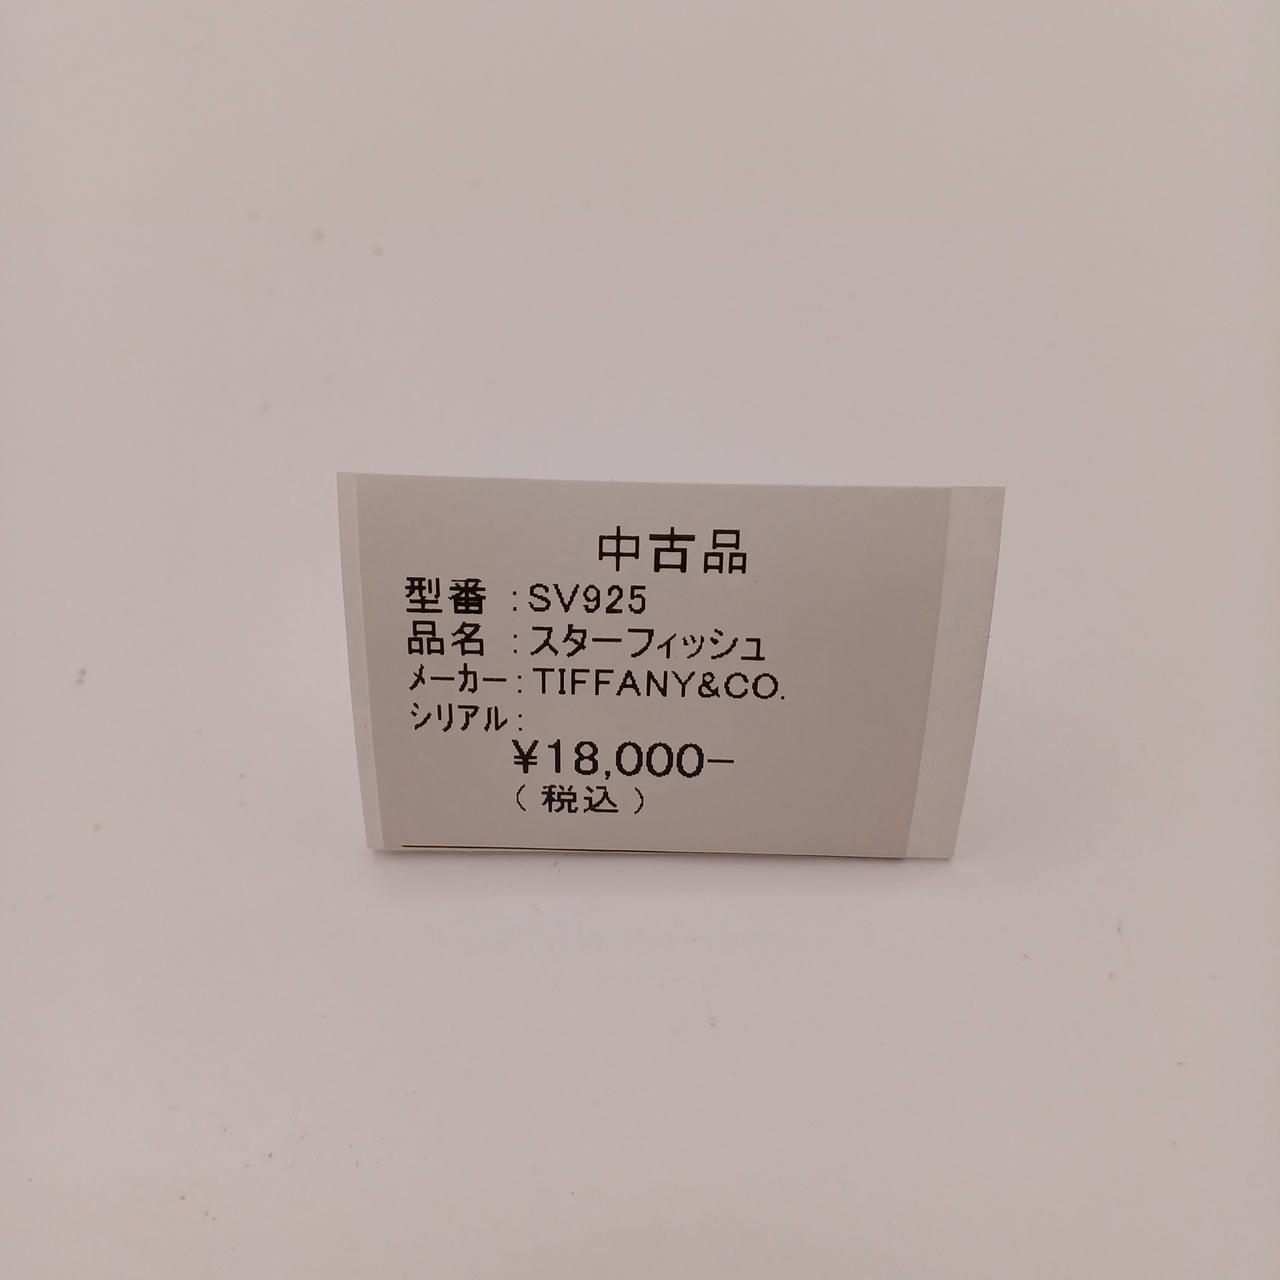 中古品
型番 :SV925
品名 :スターフィッシュ
メーカー:TIFFANY&CO.
シリアル:
¥18,000-
(税込)